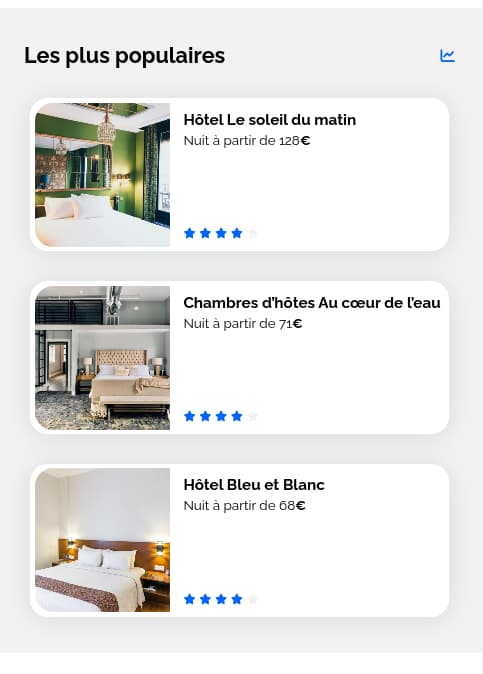 Les plus populaires
Hôtel Le soleil du matin
Nuit à partir de 128€
Chambres d'hôtes Au cœur de l'eau
Nuit à partir de 71€
Hôtel Bleu et Blanc
Nuit à partir de 68€